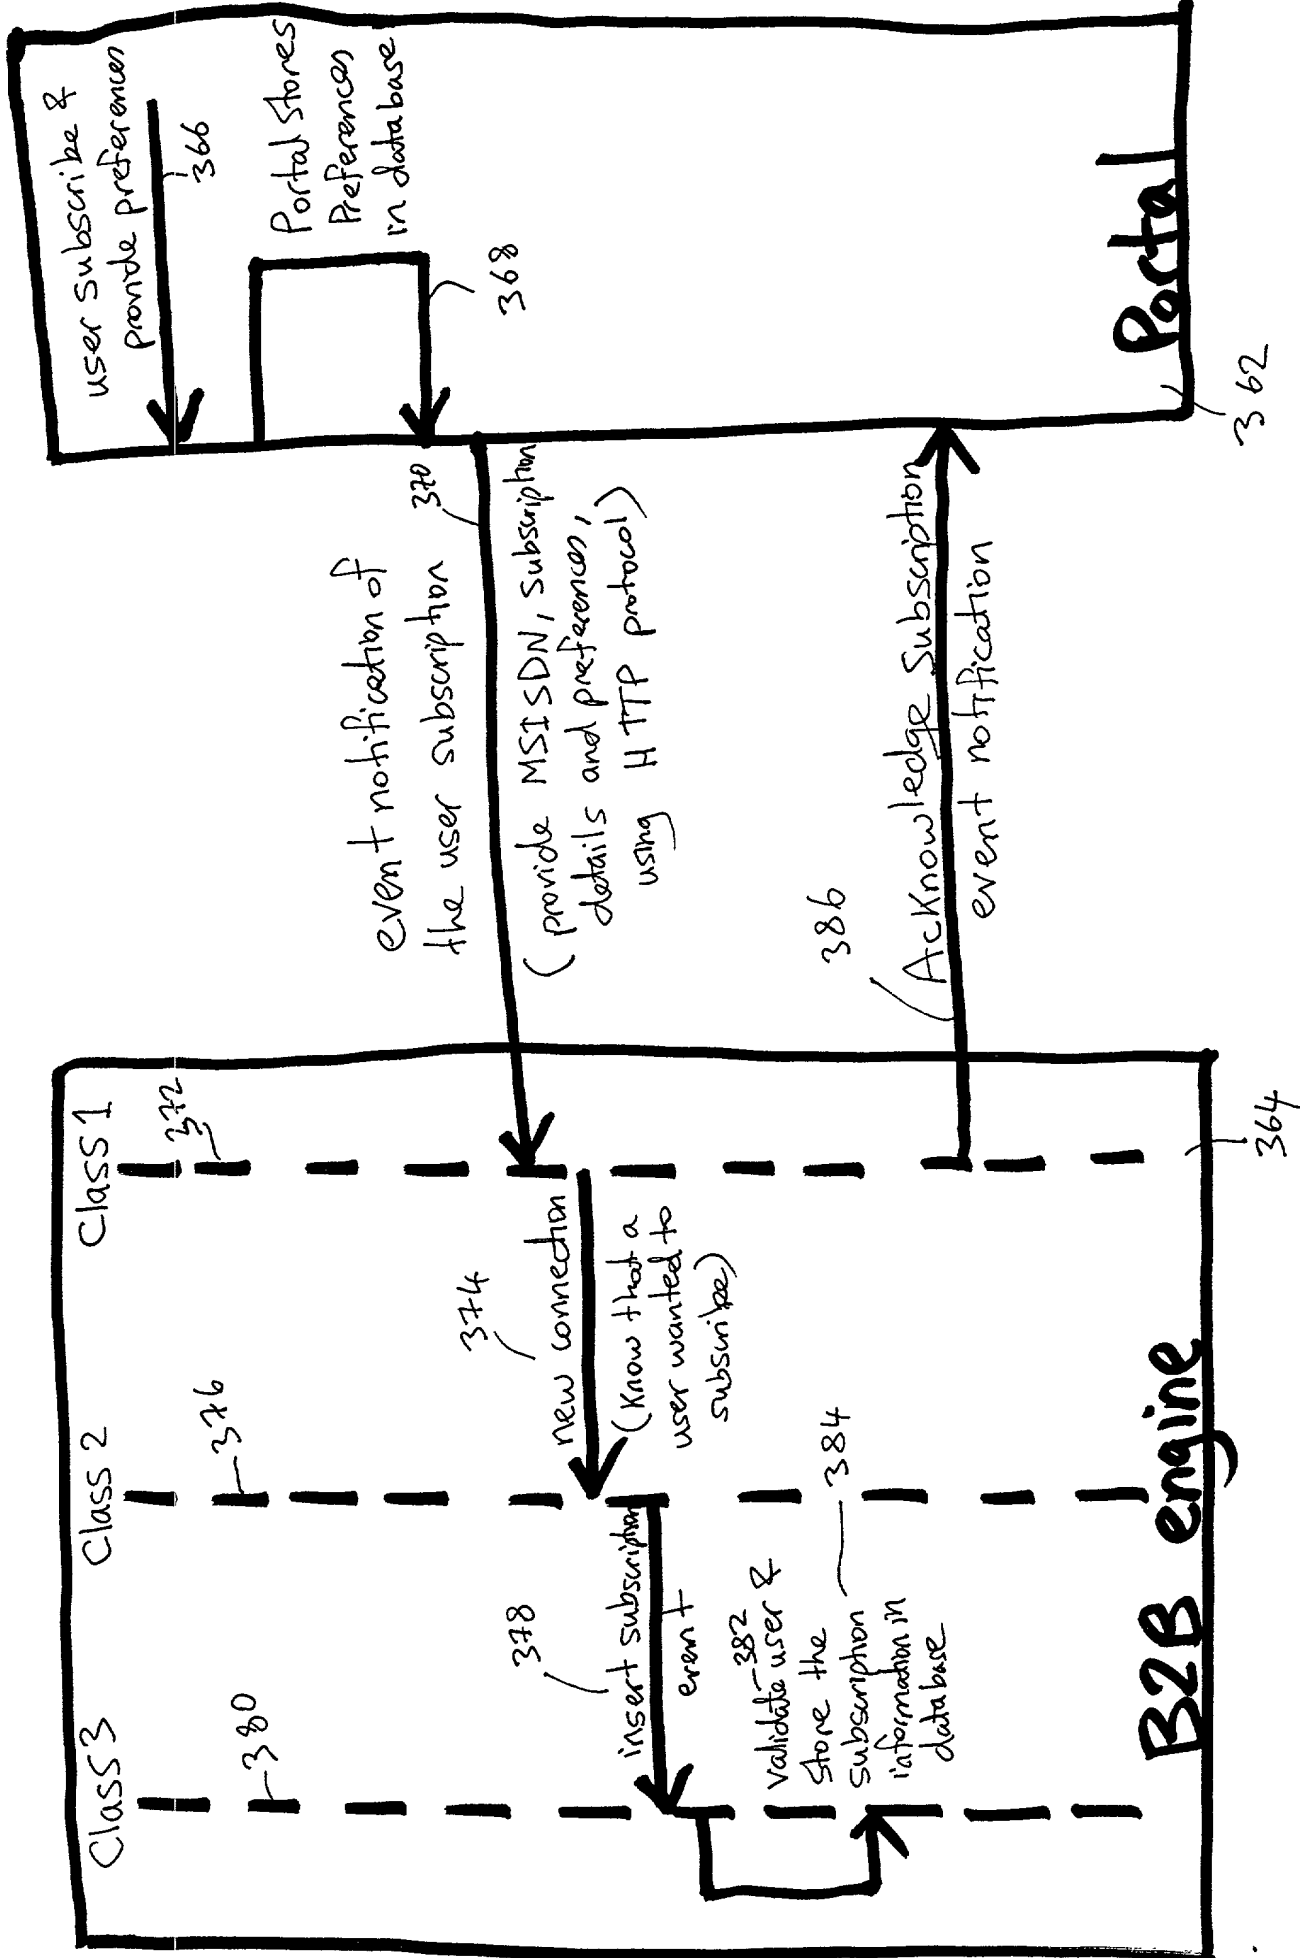 Class 3
Class 2
Class 1
380
376
372
user subscribe &
provide preferences
366
Portal Stores
Preferences
in database
368
event notification of
the user subscription
370
(provide MSISDN, subscription
details and preferences,
using HTTP protocol)
374
new connection
(Know that a
user wanted to
subscribe)
378
insert subscription
event
382
Validate user &
Store the
subscription
information in
database
384
386
Acknowledge Subscription
event notification
B2B engine
364
Portal
362